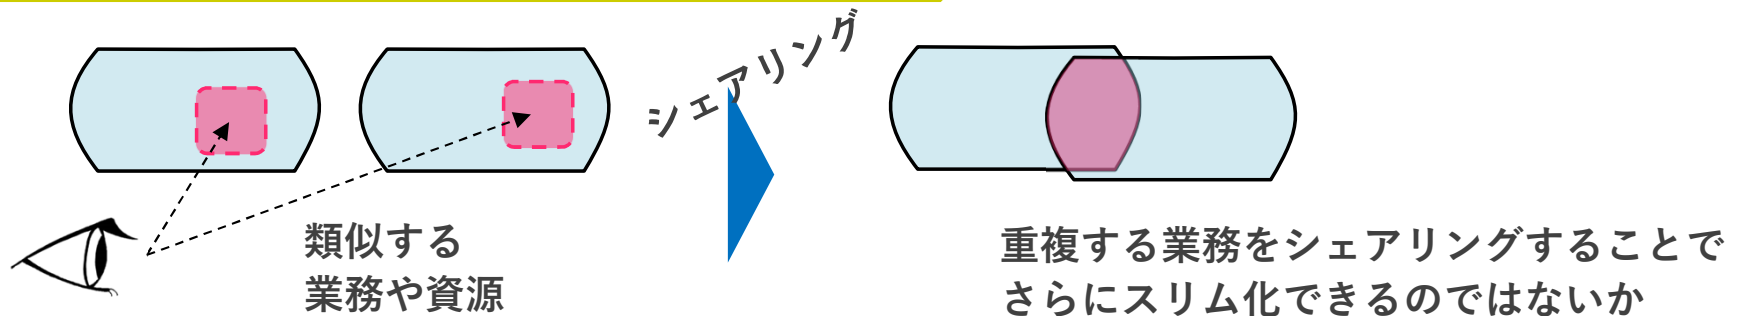 シェアリング
類似する
業務や資源
重複する業務をシェアリングすることで
さらにスリム化できるのではないか